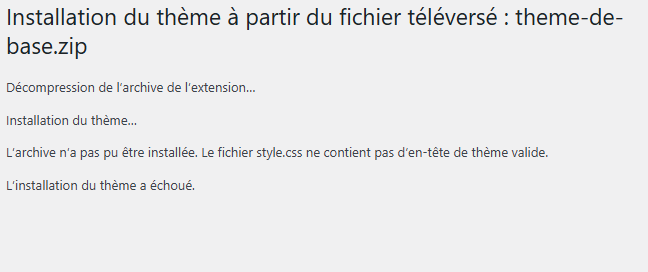 Installation du thème à partir du fichier téléversé : theme-de-
base.zip
Décompression de l’archive de l’extension…
Installation du thème…
L’archive n’a pas pu être installée. Le fichier style.css ne contient pas d’en-tête de thème valide.
L’installation du thème a échoué.